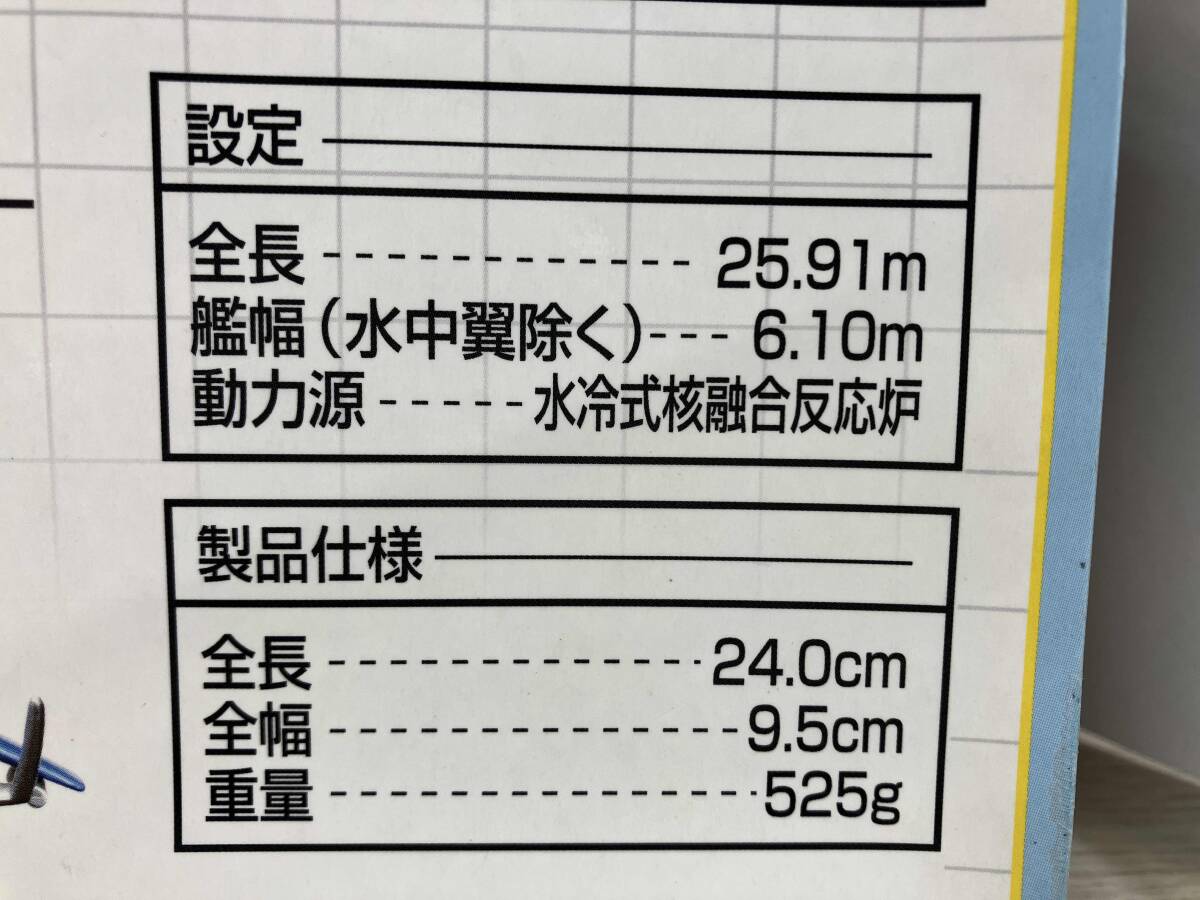 設定
全長 ------------ 25.91m
艦幅(水中翼除く)--- 6.10m
動力源 ----- 水冷式核融合反応炉
製品仕様
全長 ------------- 24.0cm
全幅 -------------- 9.5cm
重量 --------------- 525g